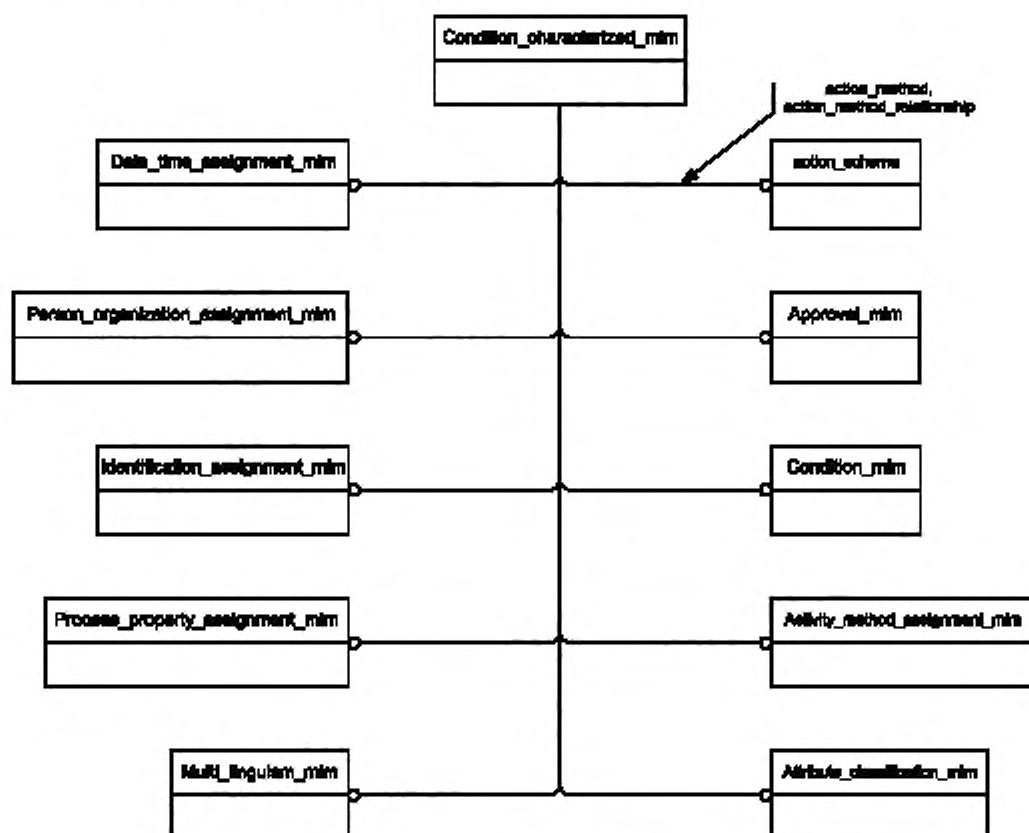 Condition_characterized_mim
action_method,
action_method_relationship
Date_time_assignment_mim
action_schema
Person_organization_assignment_mim
Approval_mim
Identification_assignment_mim
Condition_mim
Process_property_assignment_mim
Activity_method_assignment_mim
Multi_linguism_mim
Attribute_classification_mim